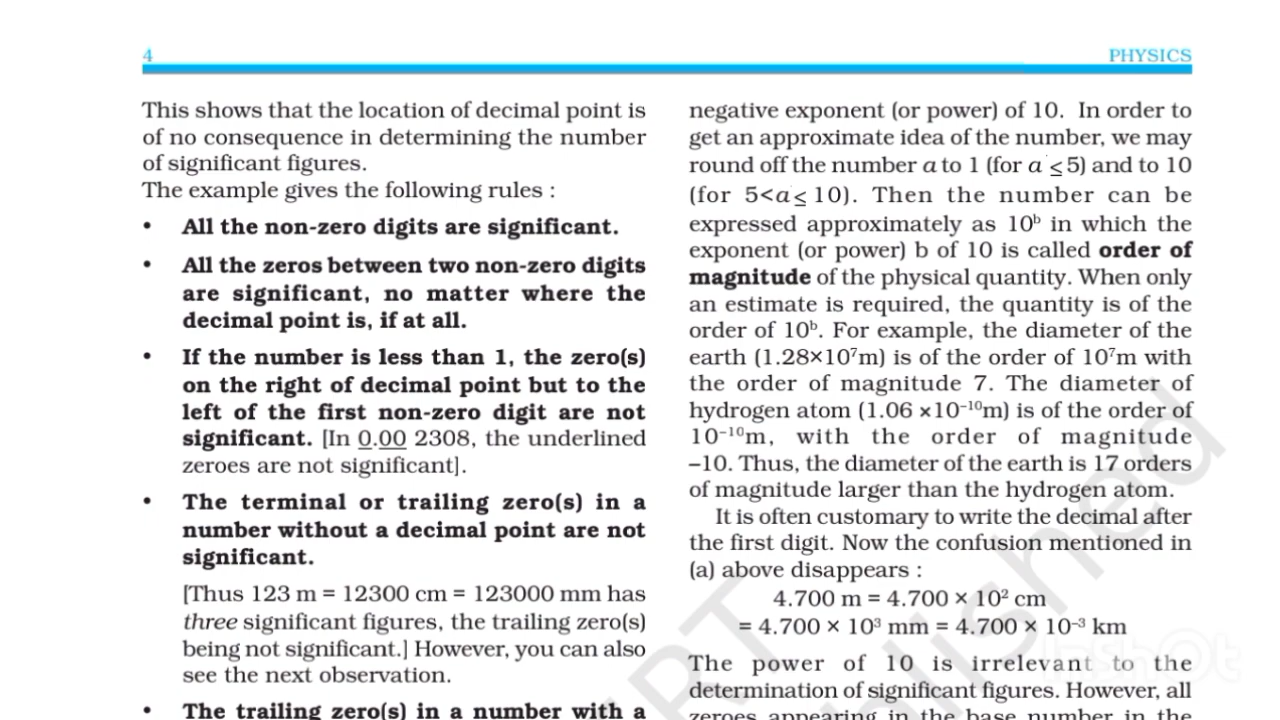 4
PHYSICS
This shows that the location of decimal point is
of no consequence in determining the number
of significant figures.
The example gives the following rules :
• All the non-zero digits are significant.
• All the zeros between two non-zero digits
are significant, no matter where the
decimal point is, if at all.
• If the number is less than 1, the zero(s)
on the right of decimal point but to the
left of the first non-zero digit are not
significant. [In 0.00 2308, the underlined
zeroes are not significant].
• The terminal or trailing zero(s) in a
number without a decimal point are not
significant.
[Thus 123 m = 12300 cm = 123000 mm has
three significant figures, the trailing zero(s)
being not significant.] However, you can also
see the next observation.
• The trailing zero(s) in a number with a
negative exponent (or power) of 10. In order to
get an approximate idea of the number, we may
round off the number a to 1 (for a ≤ 5) and to 10
(for 5<a≤ 10). Then the number can be
expressed approximately as 10ᵇ in which the
exponent (or power) b of 10 is called order of
magnitude of the physical quantity. When only
an estimate is required, the quantity is of the
order of 10ᵇ. For example, the diameter of the
earth (1.28×10⁷m) is of the order of 10⁷m with
the order of magnitude 7. The diameter of
hydrogen atom (1.06 ×10⁻¹⁰m) is of the order of
10⁻¹⁰m, with the order of magnitude
–10. Thus, the diameter of the earth is 17 orders
of magnitude larger than the hydrogen atom.
It is often customary to write the decimal after
the first digit. Now the confusion mentioned in
(a) above disappears :
4.700 m = 4.700 × 10² cm
= 4.700 × 10³ mm = 4.700 × 10⁻³ km
The power of 10 is irrelevant to the
determination of significant figures. However, all
zeroes appearing in the base number in the
InShOt